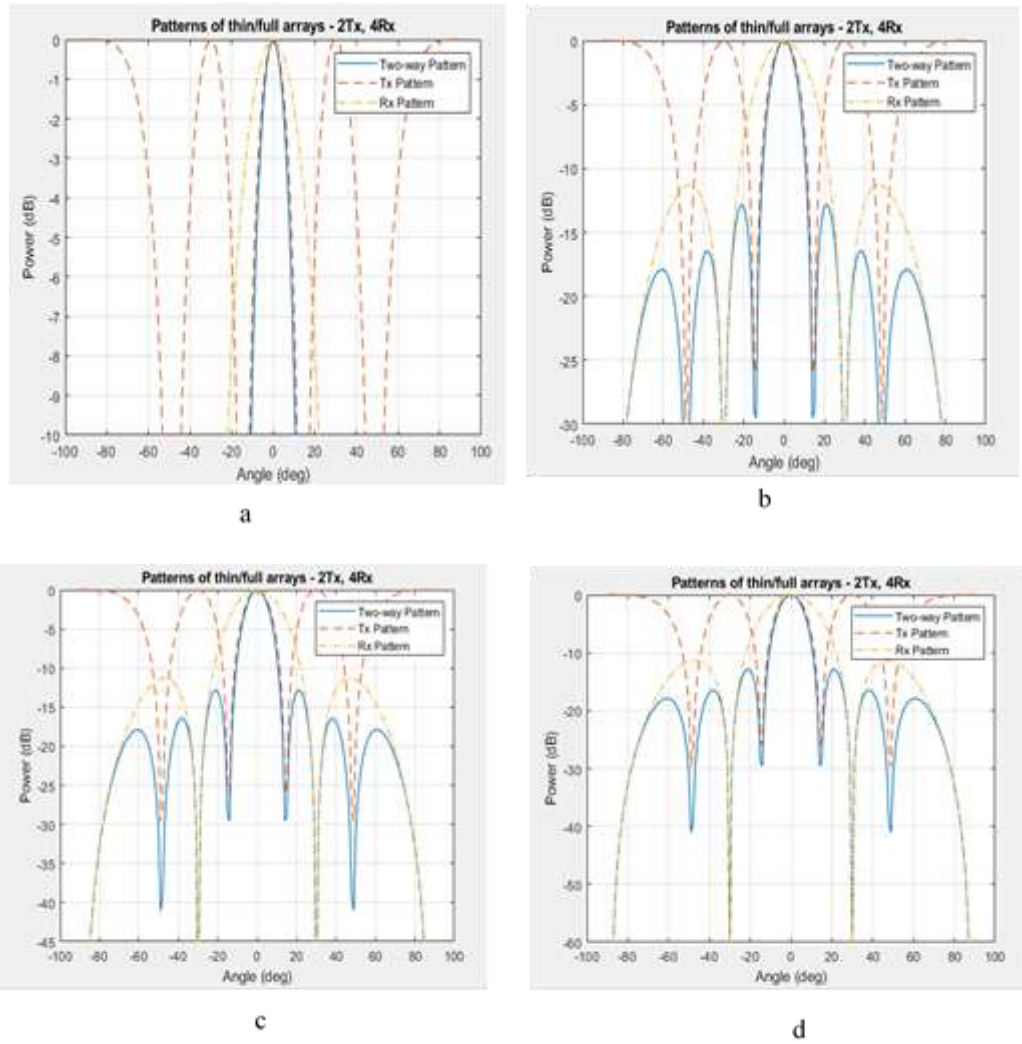 Patterns of thin/full arrays - 2Tx, 4Rx
Two-way Pattern
Tx Pattern
Rx Pattern
Power (dB)
0
-1
-2
-3
-4
-5
-6
-7
-8
-9
-10
-100 -80 -60 -40 -20 0 20 40 60 80 100
Angle (deg)
a
Patterns of thin/full arrays - 2Tx, 4Rx
Two-way Pattern
Tx Pattern
Rx Pattern
Power (dB)
0
-5
-10
-15
-20
-25
-30
-100 -80 -60 -40 -20 0 20 40 60 80 100
Angle (deg)
b
Patterns of thin/full arrays - 2Tx, 4Rx
Two-way Pattern
Tx Pattern
Rx Pattern
Power (dB)
0
-5
-10
-15
-20
-25
-30
-35
-40
-45
-100 -80 -60 -40 -20 0 20 40 60 80 100
Angle (deg)
c
Patterns of thin/full arrays - 2Tx, 4Rx
Two-way Pattern
Tx Pattern
Rx Pattern
Power (dB)
0
-10
-20
-30
-40
-50
-60
-100 -80 -60 -40 -20 0 20 40 60 80 100
Angle (deg)
d